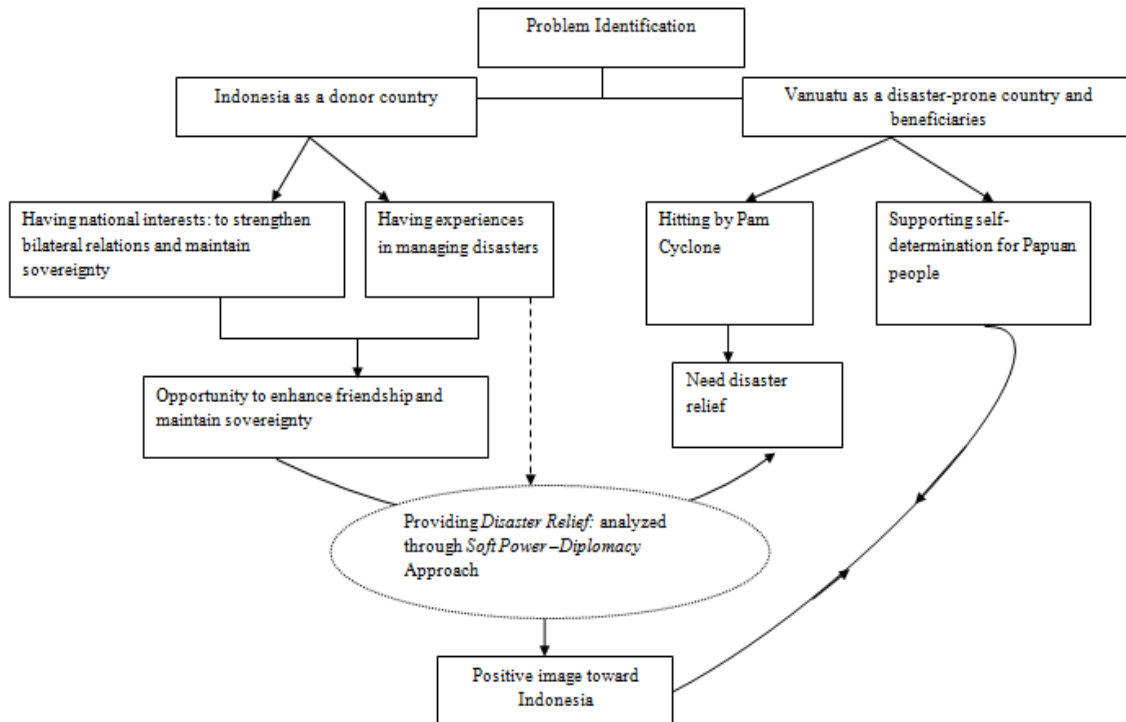 Problem Identification
Indonesia as a donor country
Vanuatu as a disaster-prone country and
beneficiaries
Having national interests: to strengthen
bilateral relations and maintain
sovereignty
Having experiences
in managing disasters
Hitting by Pam
Cyclone
Supporting self-
determination for Papuan
people
Opportunity to enhance friendship and
maintain sovereignty
Need disaster
relief
Providing Disaster Relief: analyzed
through Soft Power –Diplomacy
Approach
Positive image toward
Indonesia